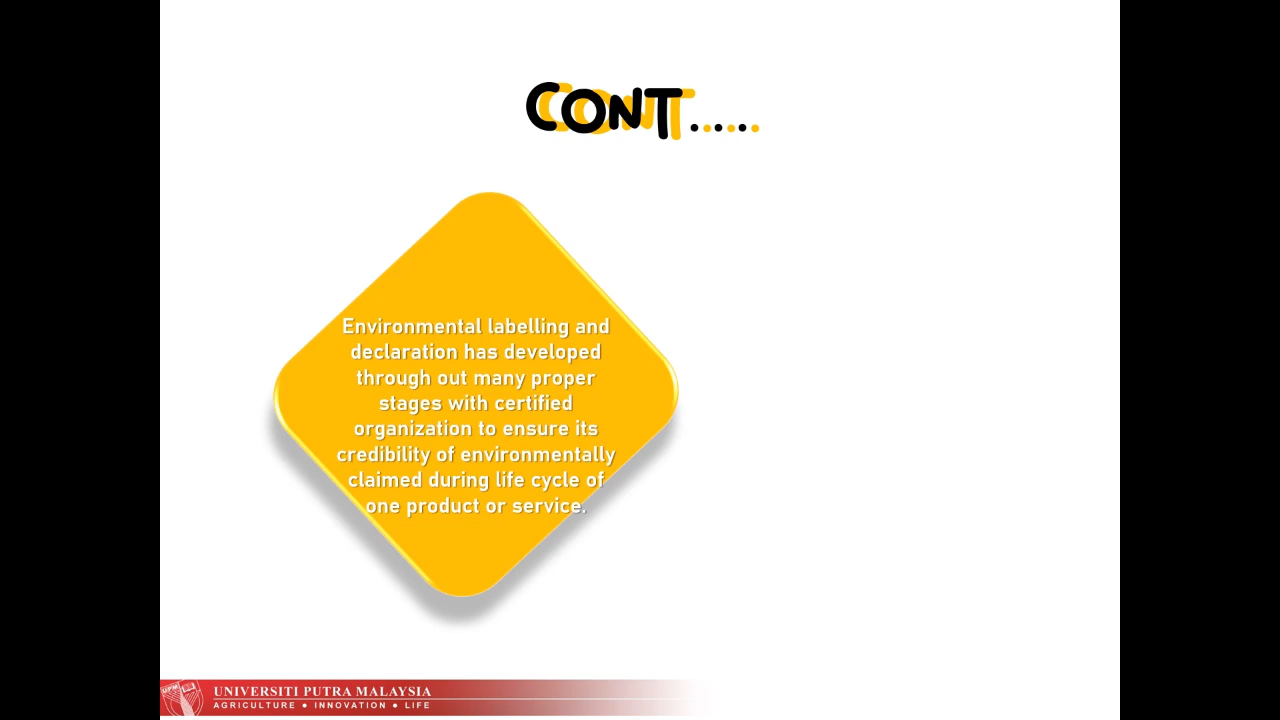 CONT......
Environmental labelling and
declaration has developed
through out many proper
stages with certified
organization to ensure its
credibility of environmentally
claimed during life cycle of
one product or service.
UPM
UNIVERSITI PUTRA MALAYSIA
AGRICULTURE • INNOVATION • LIFE